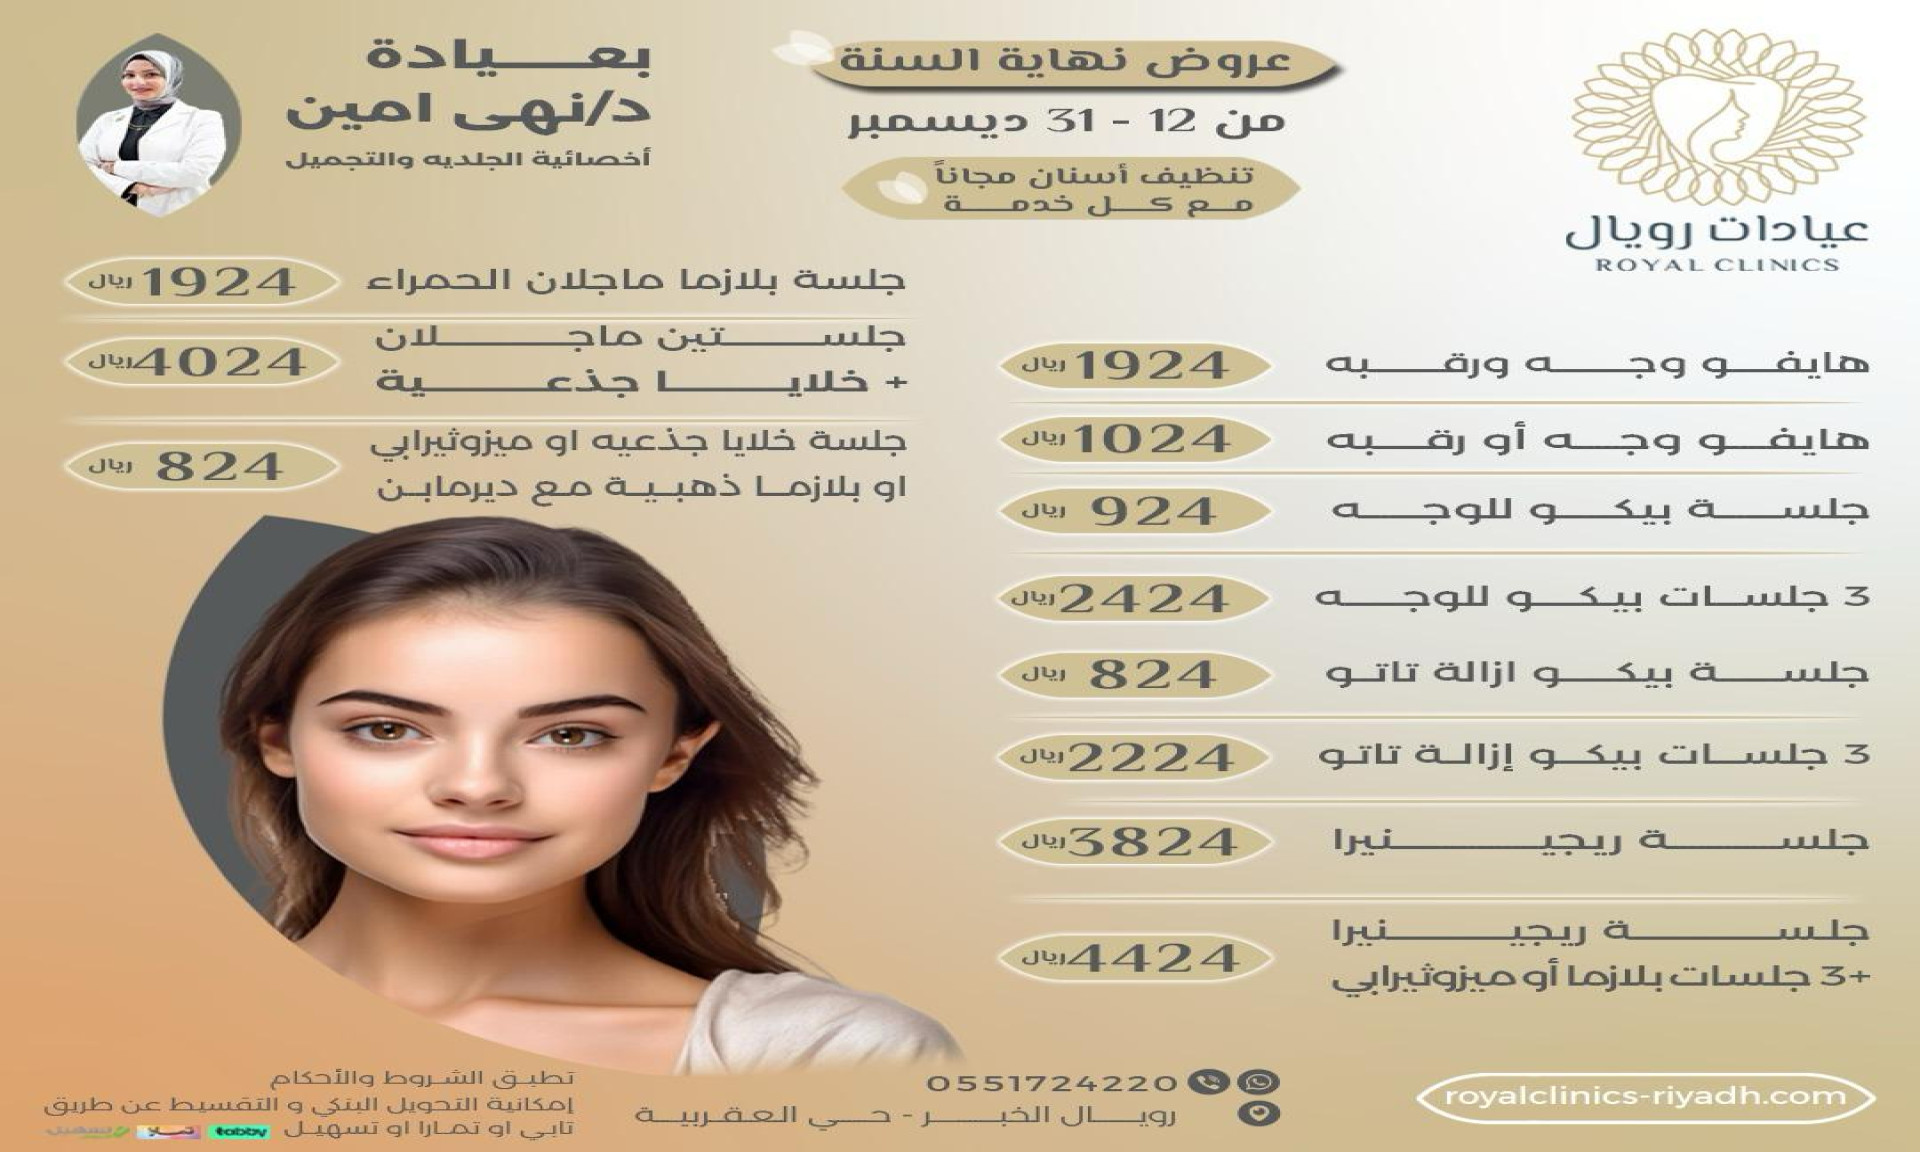 عيادات رويال
ROYAL CLINICS
عروض نهاية السنة
من 12 - 31 ديسمبر
تنظيف أسنان مجاناً
مع كل خدمة
بعيادة
د/نهى امين
أخصائية الجلديه والتجميل
هايفو وجه ورقبه
1924 ريال
هايفو وجه أو رقبه
1024 ريال
جلسة بيكو للوجه
924 ريال
3 جلسات بيكو للوجه
2424 ريال
جلسة بيكو ازالة تاتو
824 ريال
3 جلسات بيكو إزالة تاتو
2224 ريال
جلسة ريجينيرا
3824 ريال
جلسة ريجينيرا
+3 جلسات بلازما أو ميزوثيرابي
4424 ريال
جلسة بلازما ماجلان الحمراء
1924 ريال
جلستين ماجلان
+ خلايا جذعية
4024 ريال
جلسة خلايا جذعيه او ميزوثيرابي
او بلازما ذهبية مع ديرمابن
824 ريال
royalclinics-riyadh.com
0551724220
رويال الخبر - حي العقربية
تطبق الشروط والأحكام
إمكانية التحويل البنكي و التقسيط عن طريق
تابي او تمارا او تسهيل tabby تمارا تسهيل